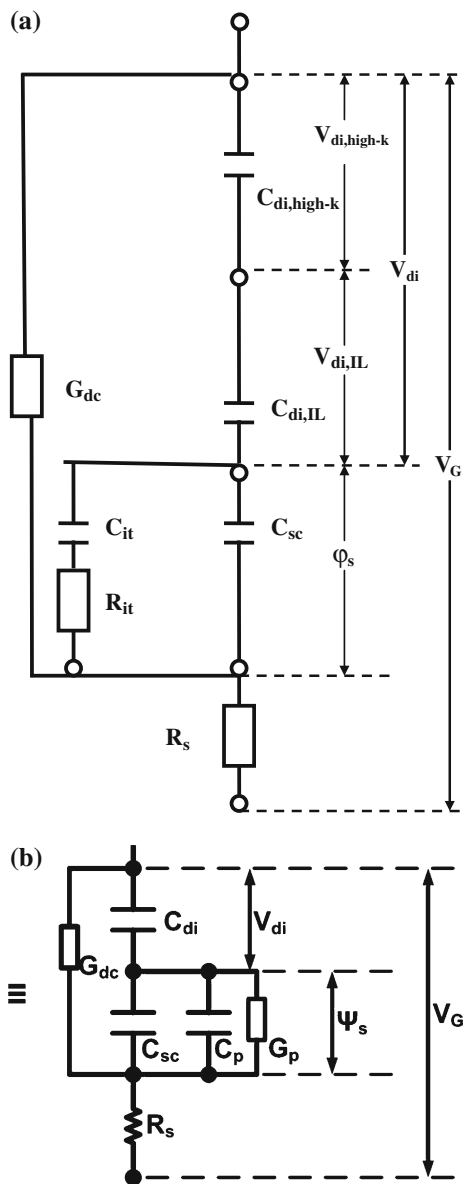 (a)
V_di,high-k
C_di,high-k
V_di
V_di,IL
G_dc
C_di,IL
V_G
C_it
C_sc
φ_s
R_it
R_s
(b)
C_di
V_di
G_dc
≡
Ψ_s
V_G
C_sc
C_p
G_p
R_s